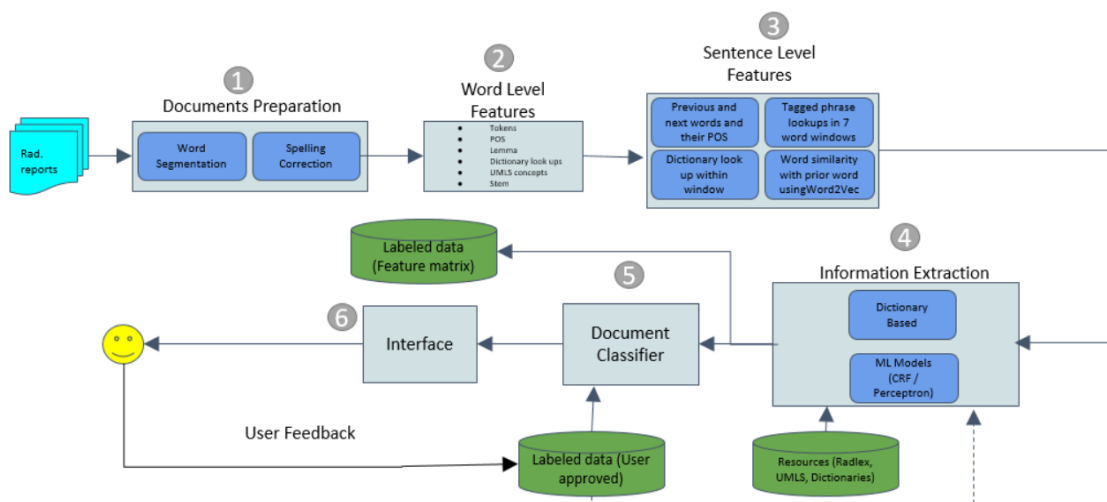 1
Documents Preparation
Rad.
reports
Word
Segmentation
Spelling
Correction
2
Word Level
Features
Tokens
POS
Lemma
Dictionary look ups
UMLS concepts
Stem
3
Sentence Level
Features
Previous and
next words and
their POS
Tagged phrase
lookups in 7
word windows
Dictionary look
up within
window
Word similarity
with prior word
usingWord2Vec
4
Information Extraction
Dictionary
Based
ML Models
(CRF /
Perceptron)
Resources (Radlex,
UMLS, Dictionaries)
Labeled data
(Feature matrix)
5
Document
Classifier
6
Interface
User Feedback
Labeled data (User
approved)